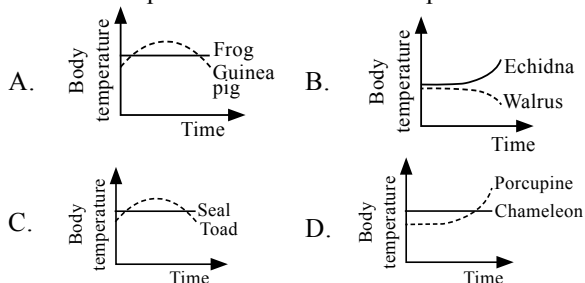 A.
Body
temperature
Frog
Guinea
pig
Time
B.
Body
temperature
Echidna
Walrus
Time
C.
Body
temperature
Seal
Toad
Time
D.
Body
temperature
Porcupine
Chameleon
Time